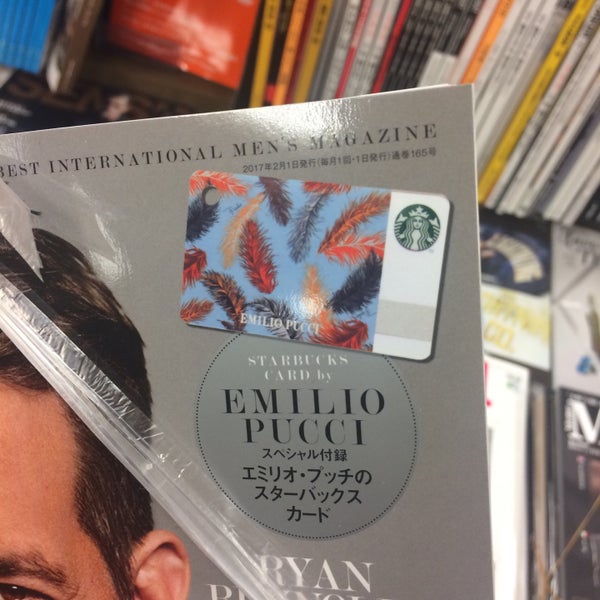 BEST INTERNATIONAL MEN'S MAGAZINE
2017年2月1日発行(毎月1回・1日発行)通巻165号
EMILIO PUCCI
STARBUCKS
CARD by
EMILIO
PUCCI
スペシャル付録
エミリオ・プッチの
スターバックス
カード
RYAN